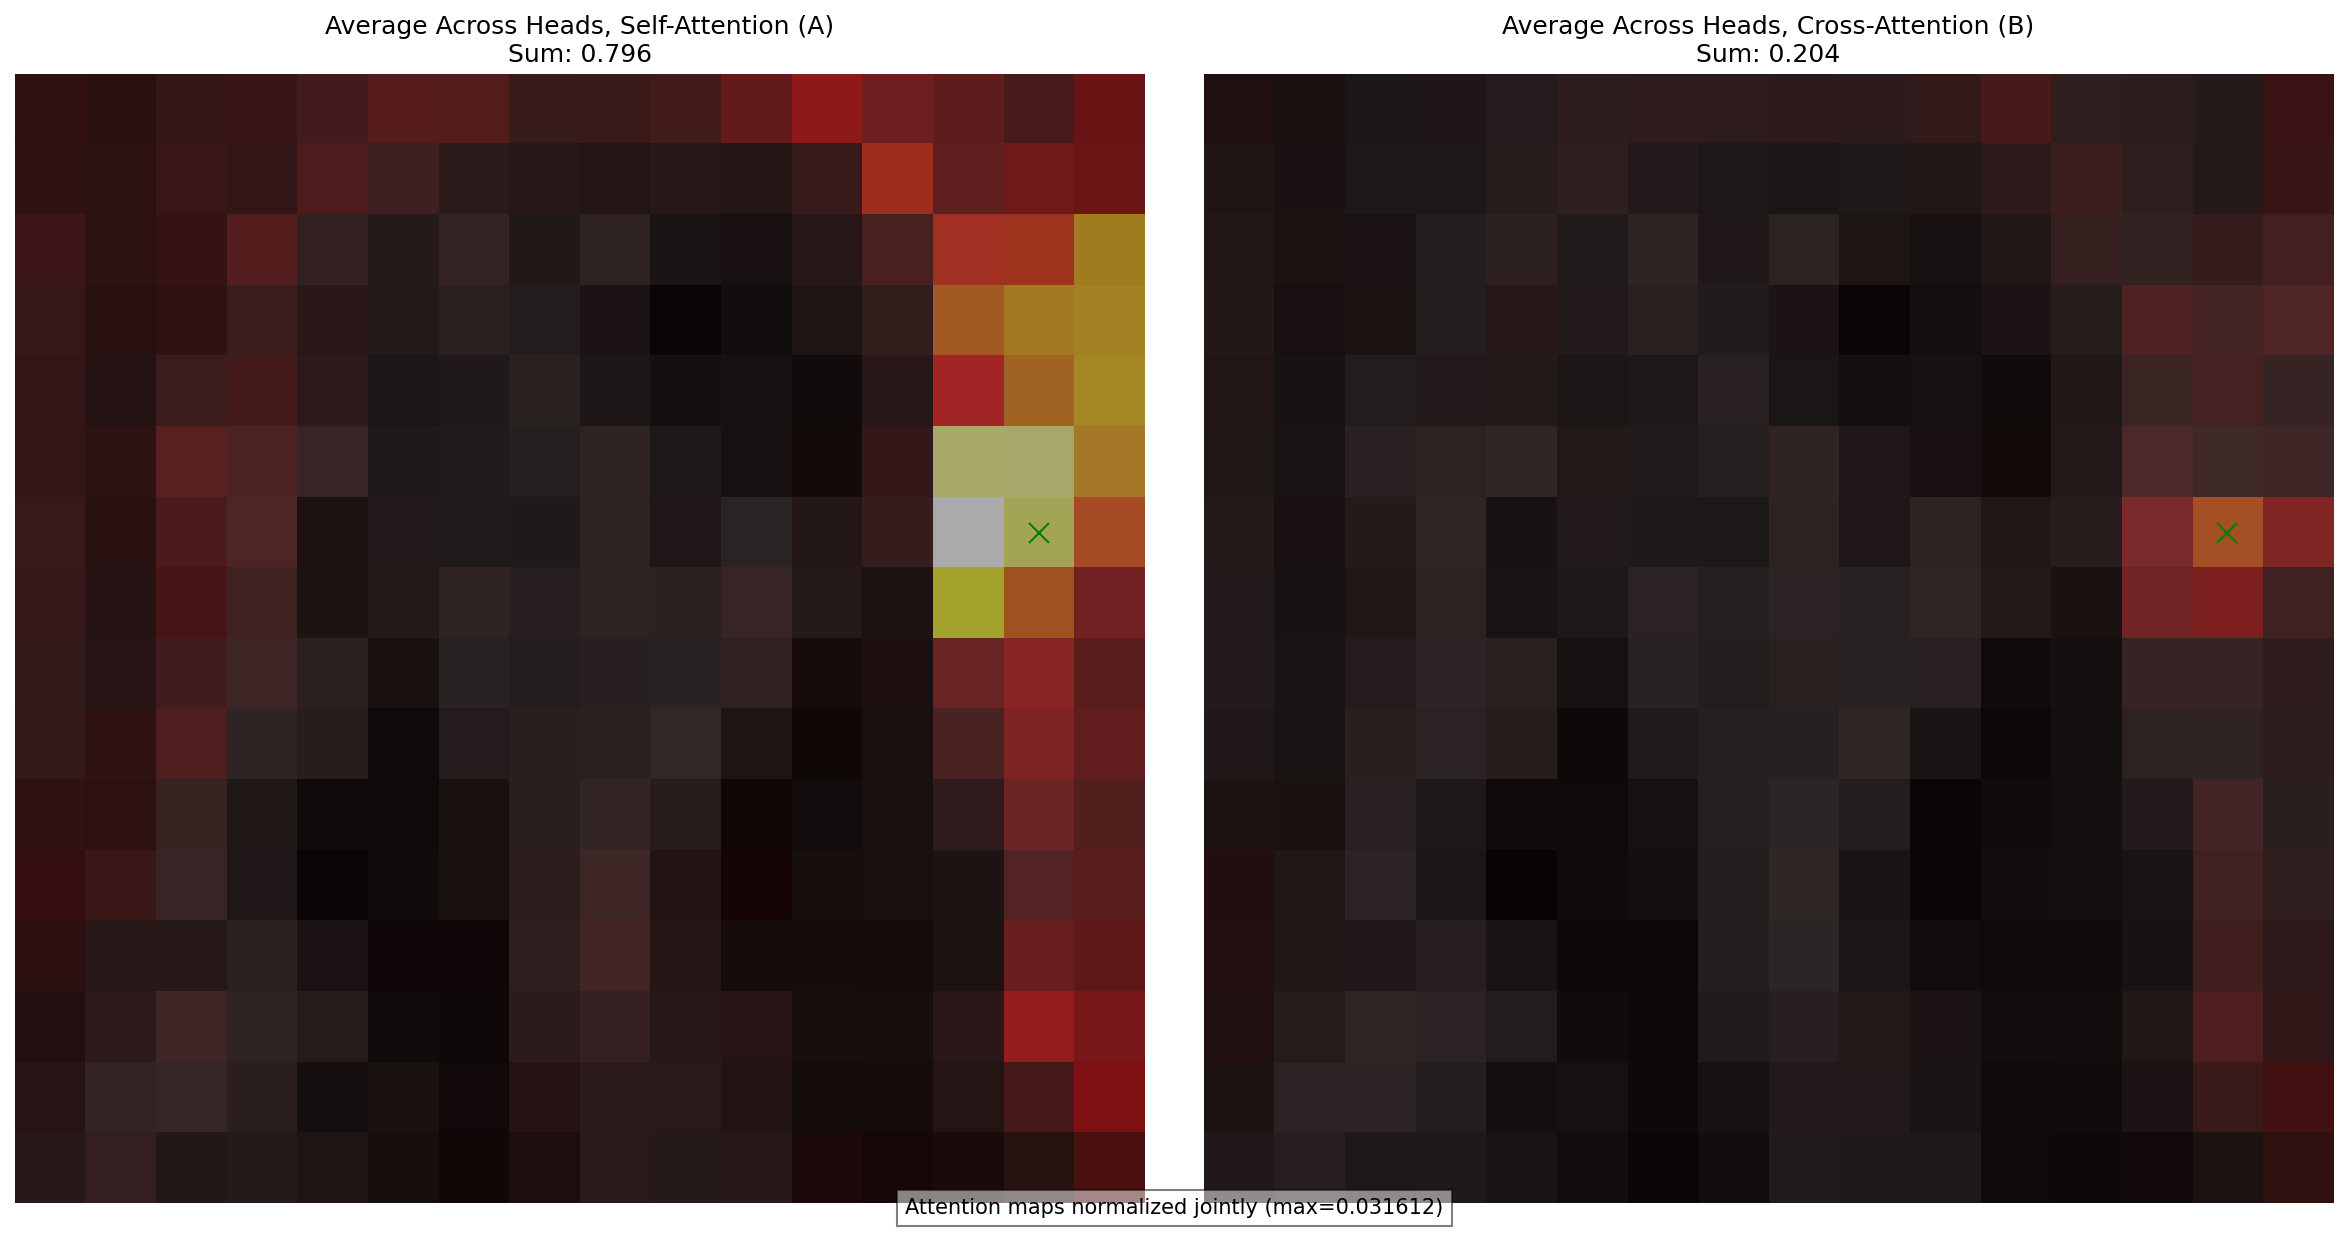 Average Across Heads, Self-Attention (A)
Sum: 0.796
Average Across Heads, Cross-Attention (B)
Sum: 0.204
Attention maps normalized jointly (max=0.031612)